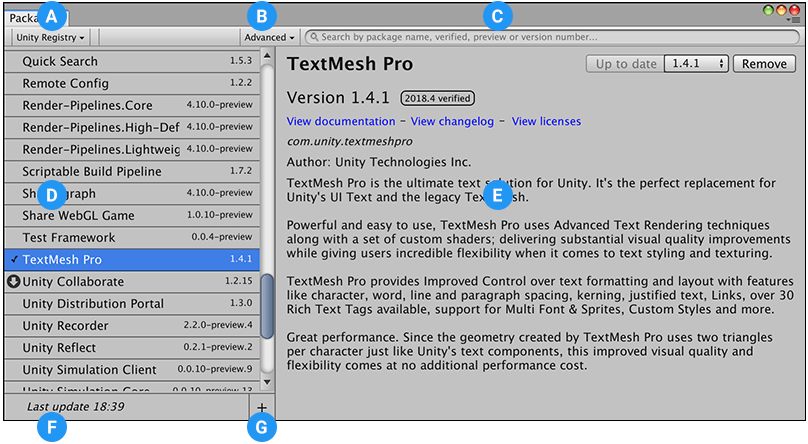 Packa
A
B
C
Unity Registry
Advanced
Search by package name, verified, preview or version number...
Quick Search 1.5.3
Remote Config 1.2.2
Render-Pipelines.Core 4.10.0-preview
Render-Pipelines.High-Def 4.10.0-preview
Render-Pipelines.Lightweig 4.10.0-preview
Scriptable Build Pipeline 1.7.2
D
Sh graph 4.10.0-preview
Share WebGL Game 1.0.10-preview
Test Framework 0.0.4-preview
✓ TextMesh Pro 1.4.1
Unity Collaborate 1.2.15
Unity Distribution Portal 1.3.0
Unity Recorder 2.2.0-preview.4
Unity Reflect 0.2.1-preview.2
Unity Simulation Client 0.0.10-preview.9
Unity Simulation Core 0.0.10-preview.13
Last update 18:39
+
F
G
TextMesh Pro
Up to date 1.4.1 Remove
Version 1.4.1 2018.4 verified
View documentation - View changelog - View licenses
com.unity.textmeshpro
Author: Unity Technologies Inc.
TextMesh Pro is the ultimate text solution for Unity. It's the perfect replacement for
Unity's UI Text and the legacy Text Mesh.
E
Powerful and easy to use, TextMesh Pro uses Advanced Text Rendering techniques
along with a set of custom shaders; delivering substantial visual quality improvements
while giving users incredible flexibility when it comes to text styling and texturing.
TextMesh Pro provides Improved Control over text formatting and layout with features
like character, word, line and paragraph spacing, kerning, justified text, Links, over 30
Rich Text Tags available, support for Multi Font & Sprites, Custom Styles and more.
Great performance. Since the geometry created by TextMesh Pro uses two triangles
per character just like Unity's text components, this improved visual quality and
flexibility comes at no additional performance cost.